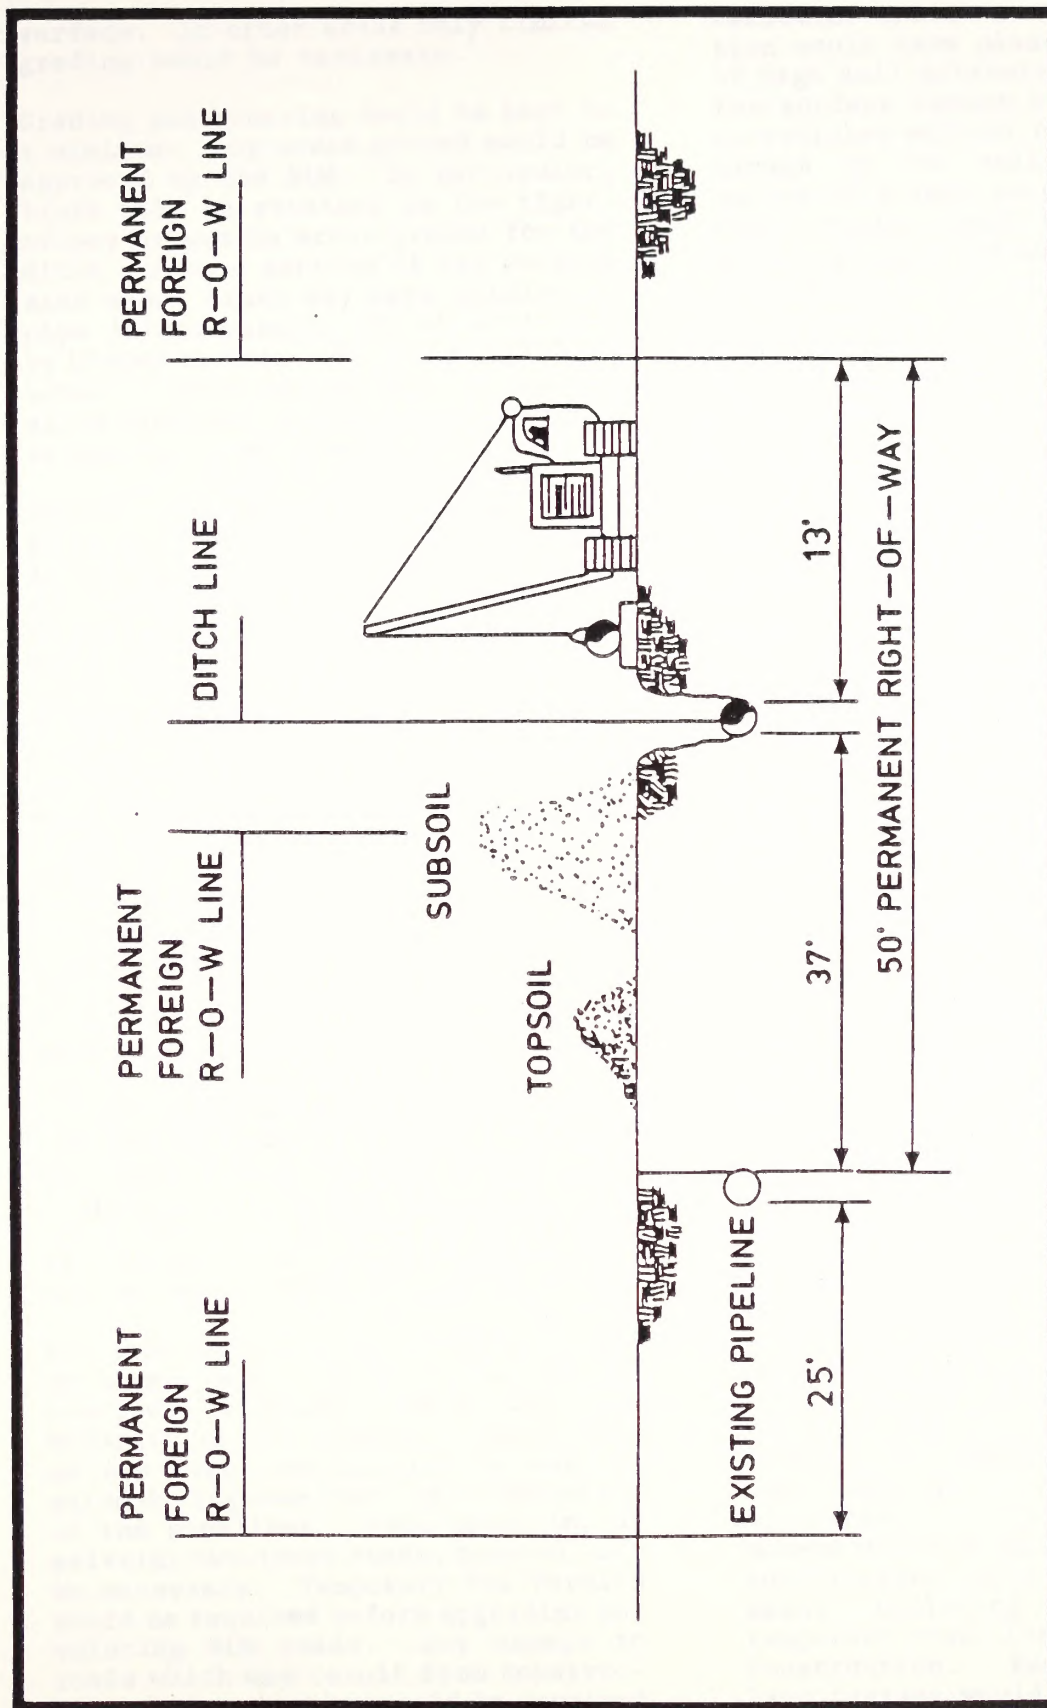 PERMANENT
FOREIGN
R—O—W LINE
PERMANENT
FOREIGN
R—O—W LINE
DITCH LINE
PERMANENT
FOREIGN
R—O—W LINE
SUBSOIL
TOPSOIL
EXISTING PIPELINE
25'
37'
13'
50' PERMANENT RIGHT—OF—WAY